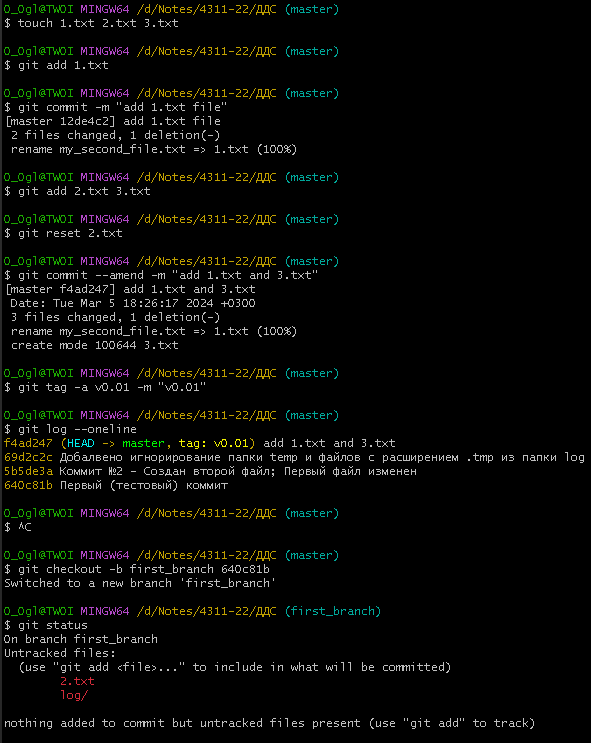 O_Ogl@TWOI MINGW64 /d/Notes/4311-22/ДДС (master)
$ touch 1.txt 2.txt 3.txt
O_Ogl@TWOI MINGW64 /d/Notes/4311-22/ДДС (master)
$ git add 1.txt
O_Ogl@TWOI MINGW64 /d/Notes/4311-22/ДДС (master)
$ git commit -m "add 1.txt file"
[master 12de4c2] add 1.txt file
 2 files changed, 1 deletion(-)
 rename my_second_file.txt => 1.txt (100%)
O_Ogl@TWOI MINGW64 /d/Notes/4311-22/ДДС (master)
$ git add 2.txt 3.txt
O_Ogl@TWOI MINGW64 /d/Notes/4311-22/ДДС (master)
$ git reset 2.txt
O_Ogl@TWOI MINGW64 /d/Notes/4311-22/ДДС (master)
$ git commit --amend -m "add 1.txt and 3.txt"
[master f4ad247] add 1.txt and 3.txt
 Date: Tue Mar 5 18:26:17 2024 +0300
 3 files changed, 1 deletion(-)
 rename my_second_file.txt => 1.txt (100%)
 create mode 100644 3.txt
O_Ogl@TWOI MINGW64 /d/Notes/4311-22/ДДС (master)
$ git tag -a v0.01 -m "v0.01"
O_Ogl@TWOI MINGW64 /d/Notes/4311-22/ДДС (master)
$ git log --oneline
f4ad247 (HEAD -> master, tag: v0.01) add 1.txt and 3.txt
69d2c2c Добалвено игнорирование папки temp и файлов с расширением .tmp из папки log
5b5de3a Коммит №2 - Создан второй файл; Первый файл изменен
640c81b Первый (тестовый) коммит
O_Ogl@TWOI MINGW64 /d/Notes/4311-22/ДДС (master)
$ ^C
O_Ogl@TWOI MINGW64 /d/Notes/4311-22/ДДС (master)
$ git checkout -b first_branch 640c81b
Switched to a new branch 'first_branch'
O_Ogl@TWOI MINGW64 /d/Notes/4311-22/ДДС (first_branch)
$ git status
On branch first_branch
Untracked files:
  (use "git add <file>..." to include in what will be committed)
        2.txt
        log/
nothing added to commit but untracked files present (use "git add" to track)